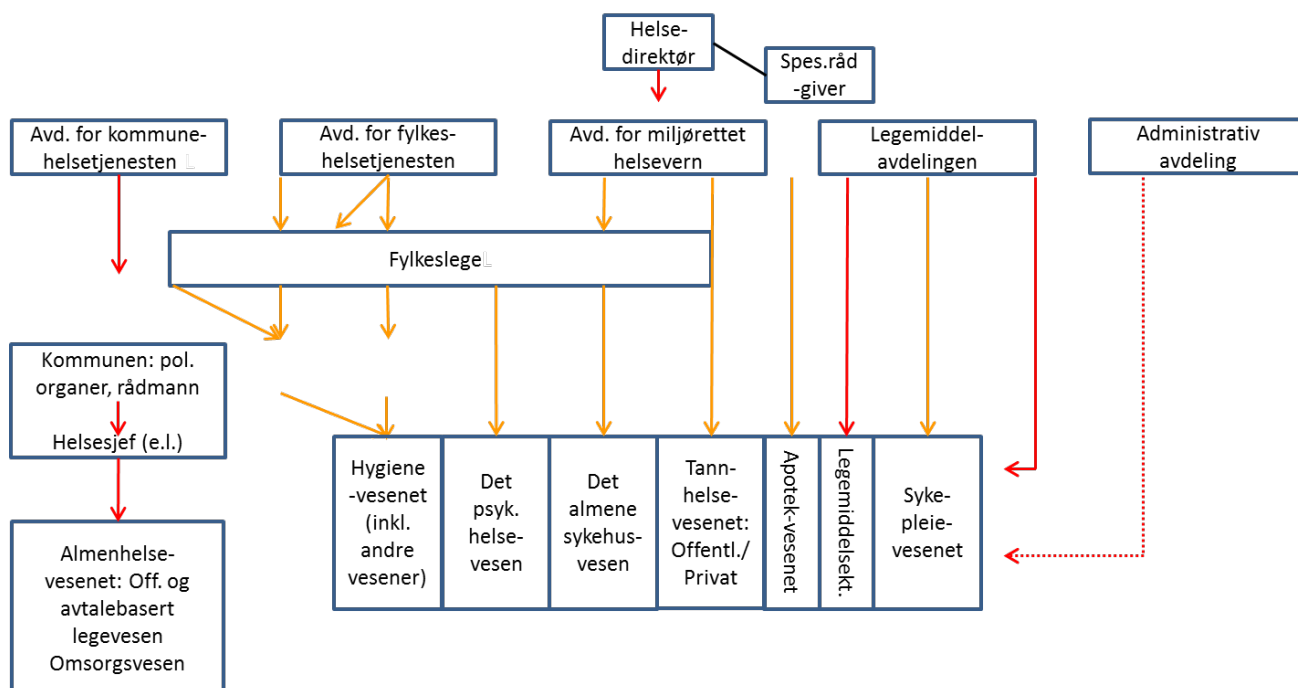 Helse-
direktør
Spes.råd
-giver
Avd. for kommune-
helsetjenesten
Avd. for fylkes-
helsetjenesten
Avd. for miljørettet
helsevern
Legemiddel-
avdelingen
Administrativ
avdeling
Fylkeslege
Kommunen: pol.
organer, rådmann
Helsesjef (e.l.)
Almenhelse-
vesenet: Off. og
avtalebasert
legevesen
Omsorgsvesen
Hygiene
-vesenet
(inkl.
andre
vesener)
Det
psyk.
helse-
vesen
Det
almene
sykehus-
vesen
Tann-
helse-
vesenet:
Offentl./
Privat
Apotek-vesenet
Legemiddelsekt.
Syke-
pleie-
vesenet